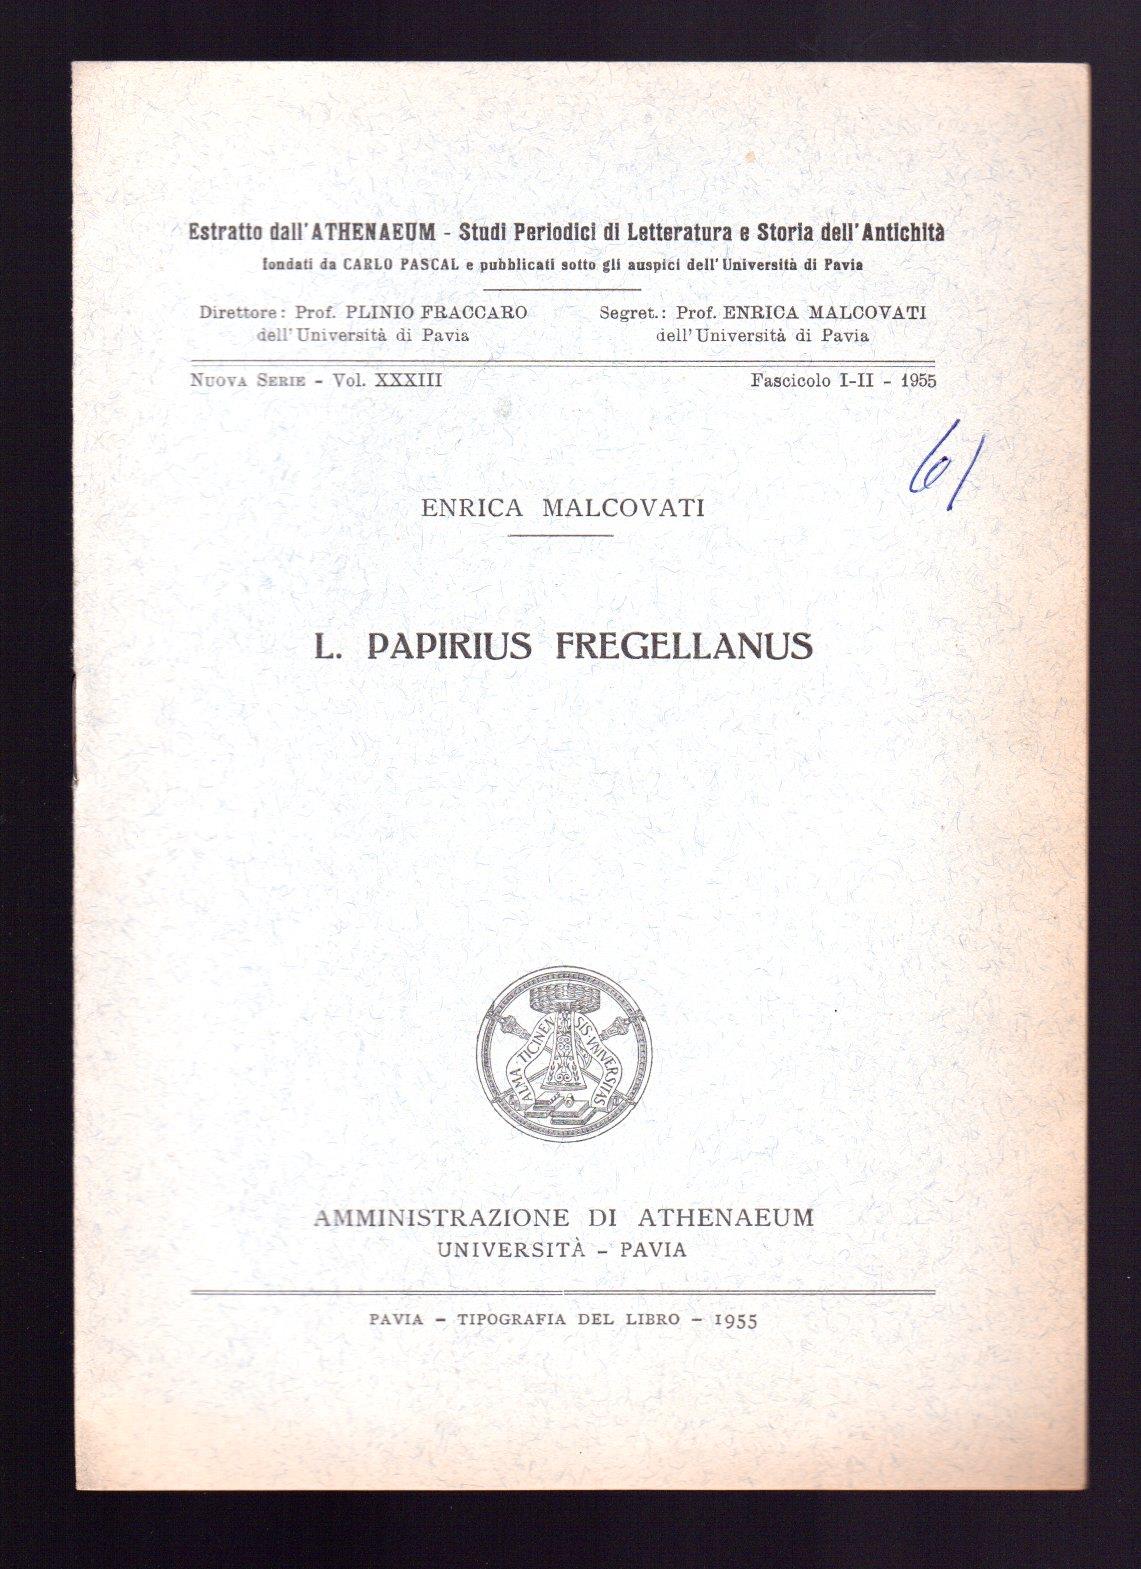 Estratto dall'ATHENAEUM - Studi Periodici di Letteratura e Storia dell'Antichità
fondati da CARLO PASCAL e pubblicati sotto gli auspici dell'Università di Pavia
Direttore: Prof. PLINIO FRACCARO
dell'Università di Pavia
Segret.: Prof. ENRICA MALCOVATI
dell'Università di Pavia
NUOVA SERIE - Vol. XXXIII
Fascicolo I-II - 1955
61
ENRICA MALCOVATI
L. PAPIRIUS FREGELLANUS
ALMA · TICINEN
SIS · VNIVERSITAS
AMMINISTRAZIONE DI ATHENAEUM
UNIVERSITÀ - PAVIA
PAVIA - TIPOGRAFIA DEL LIBRO - 1955